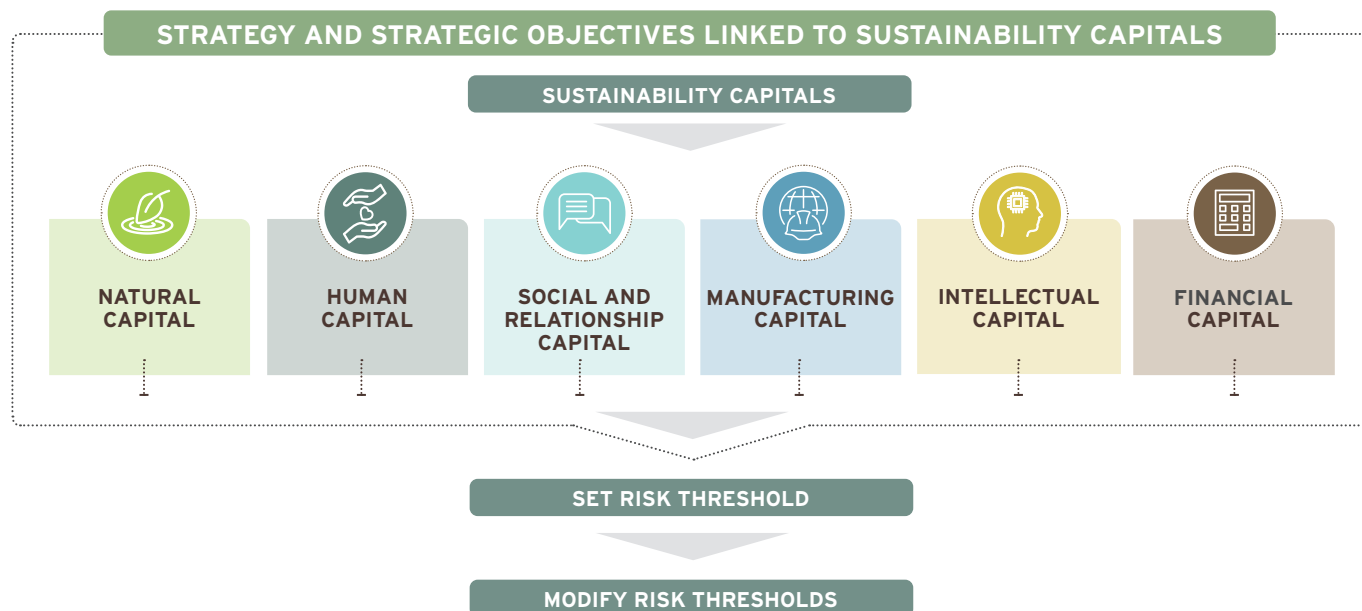 STRATEGY AND STRATEGIC OBJECTIVES LINKED TO SUSTAINABILITY CAPITALS
SUSTAINABILITY CAPITALS
NATURAL
CAPITAL
HUMAN
CAPITAL
SOCIAL AND
RELATIONSHIP
CAPITAL
MANUFACTURING
CAPITAL
INTELLECTUAL
CAPITAL
FINANCIAL
CAPITAL
SET RISK THRESHOLD
MODIFY RISK THRESHOLDS